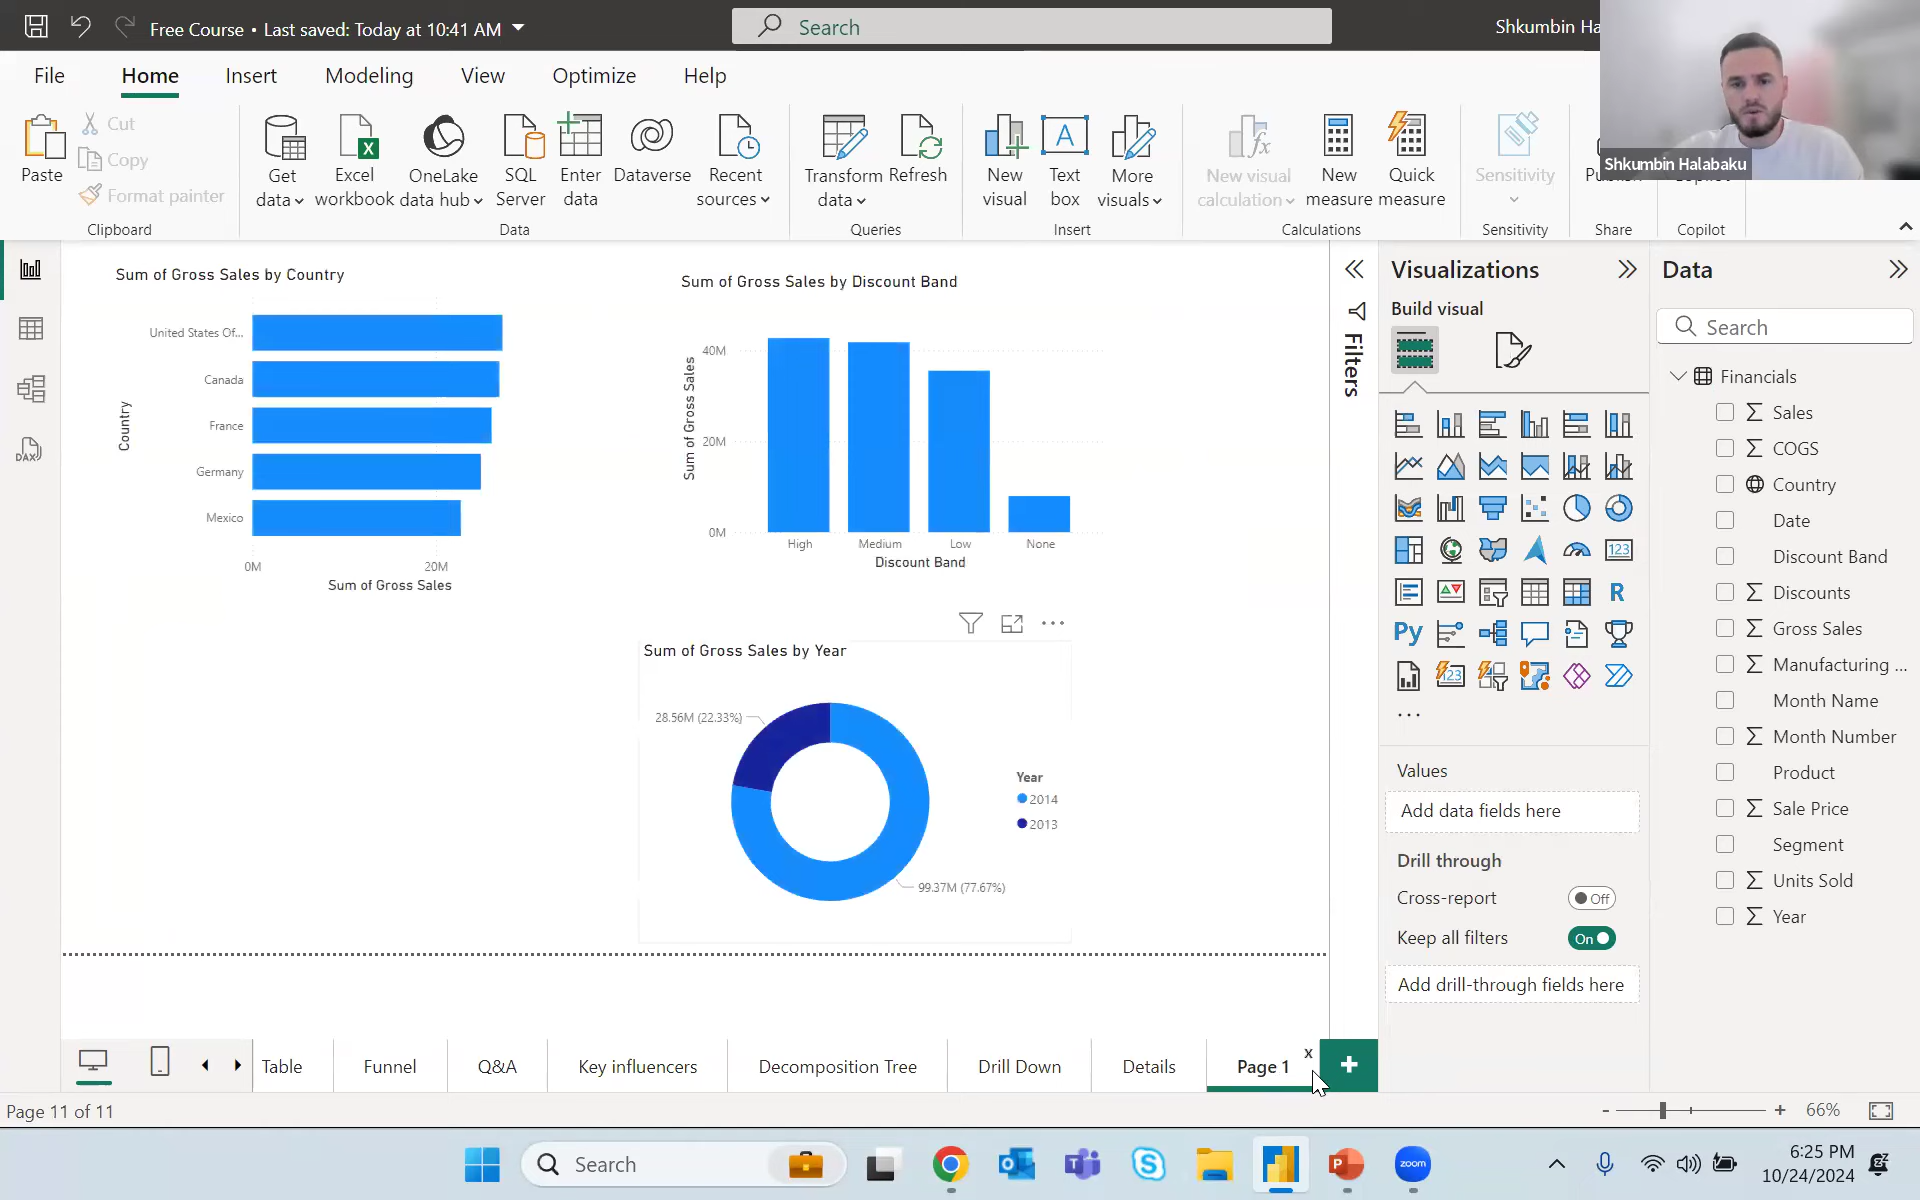 Free Course • Last saved: Today at 10:41 AM
Search
Shkumbin Ha
Shkumbin Halabaku
File
Home
Insert
Modeling
View
Optimize
Help
Paste
Cut
Copy
Format painter
Clipboard
Get data
Excel workbook
OneLake data hub
SQL Server
Enter data
Dataverse
Recent sources
Data
Transform data
Refresh
Queries
New visual
Text box
More visuals
Insert
New visual calculation
New measure
Quick measure
Calculations
Sensitivity
Sensitivity
Share
Copilot
Sum of Gross Sales by Country
Country
United States Of...
Canada
France
Germany
Mexico
0M
20M
Sum of Gross Sales
Sum of Gross Sales by Discount Band
Sum of Gross Sales
40M
20M
0M
High
Medium
Low
None
Discount Band
Sum of Gross Sales by Year
28.56M (22.33%)
99.37M (77.67%)
Year
2014
2013
Filters
Visualizations
Build visual
123
R
Py
123
Values
Add data fields here
Drill through
Cross-report
Off
Keep all filters
On
Add drill-through fields here
Data
Search
Financials
Sales
COGS
Country
Date
Discount Band
Discounts
Gross Sales
Manufacturing ...
Month Name
Month Number
Product
Sale Price
Segment
Units Sold
Year
DAX
Table
Funnel
Q&A
Key influencers
Decomposition Tree
Drill Down
Details
Page 1
x
+
Page 11 of 11
- + 66%
Search
zoom
6:25 PM
10/24/2024